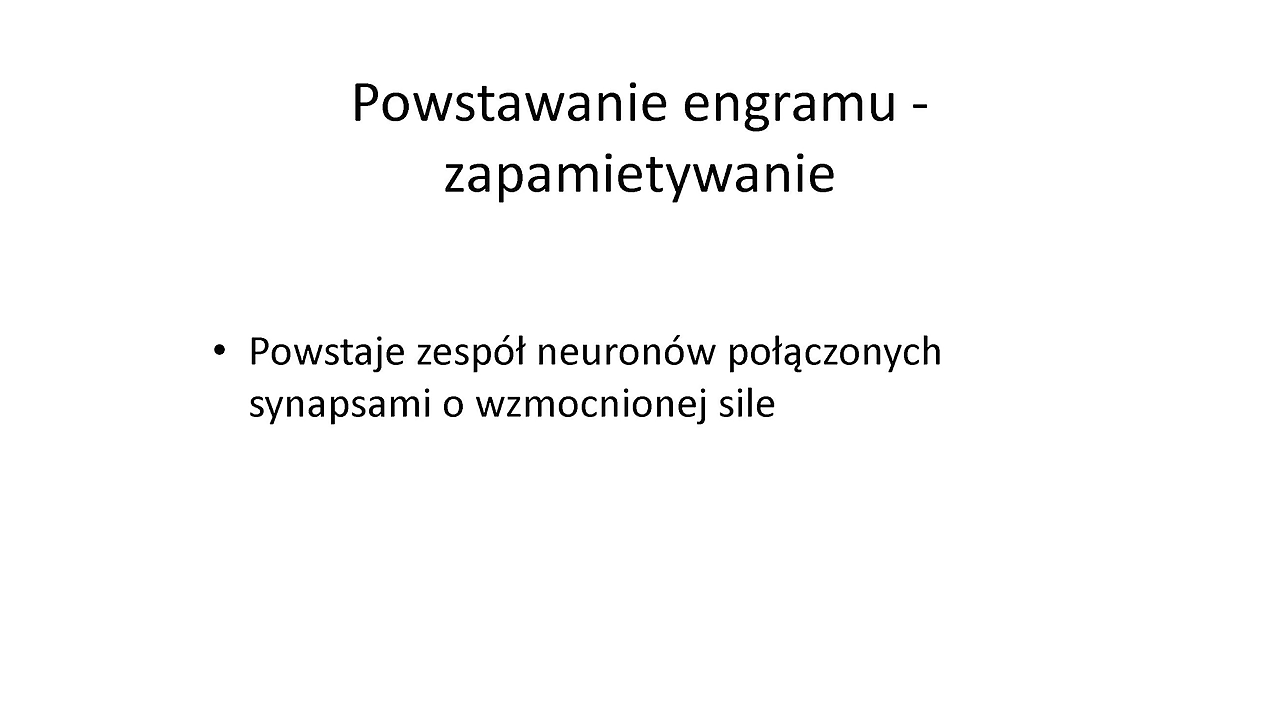 Powstawanie engramu -
zapamietywanie
• Powstaje zespół neuronów połączonych
synapsami o wzmocnionej sile